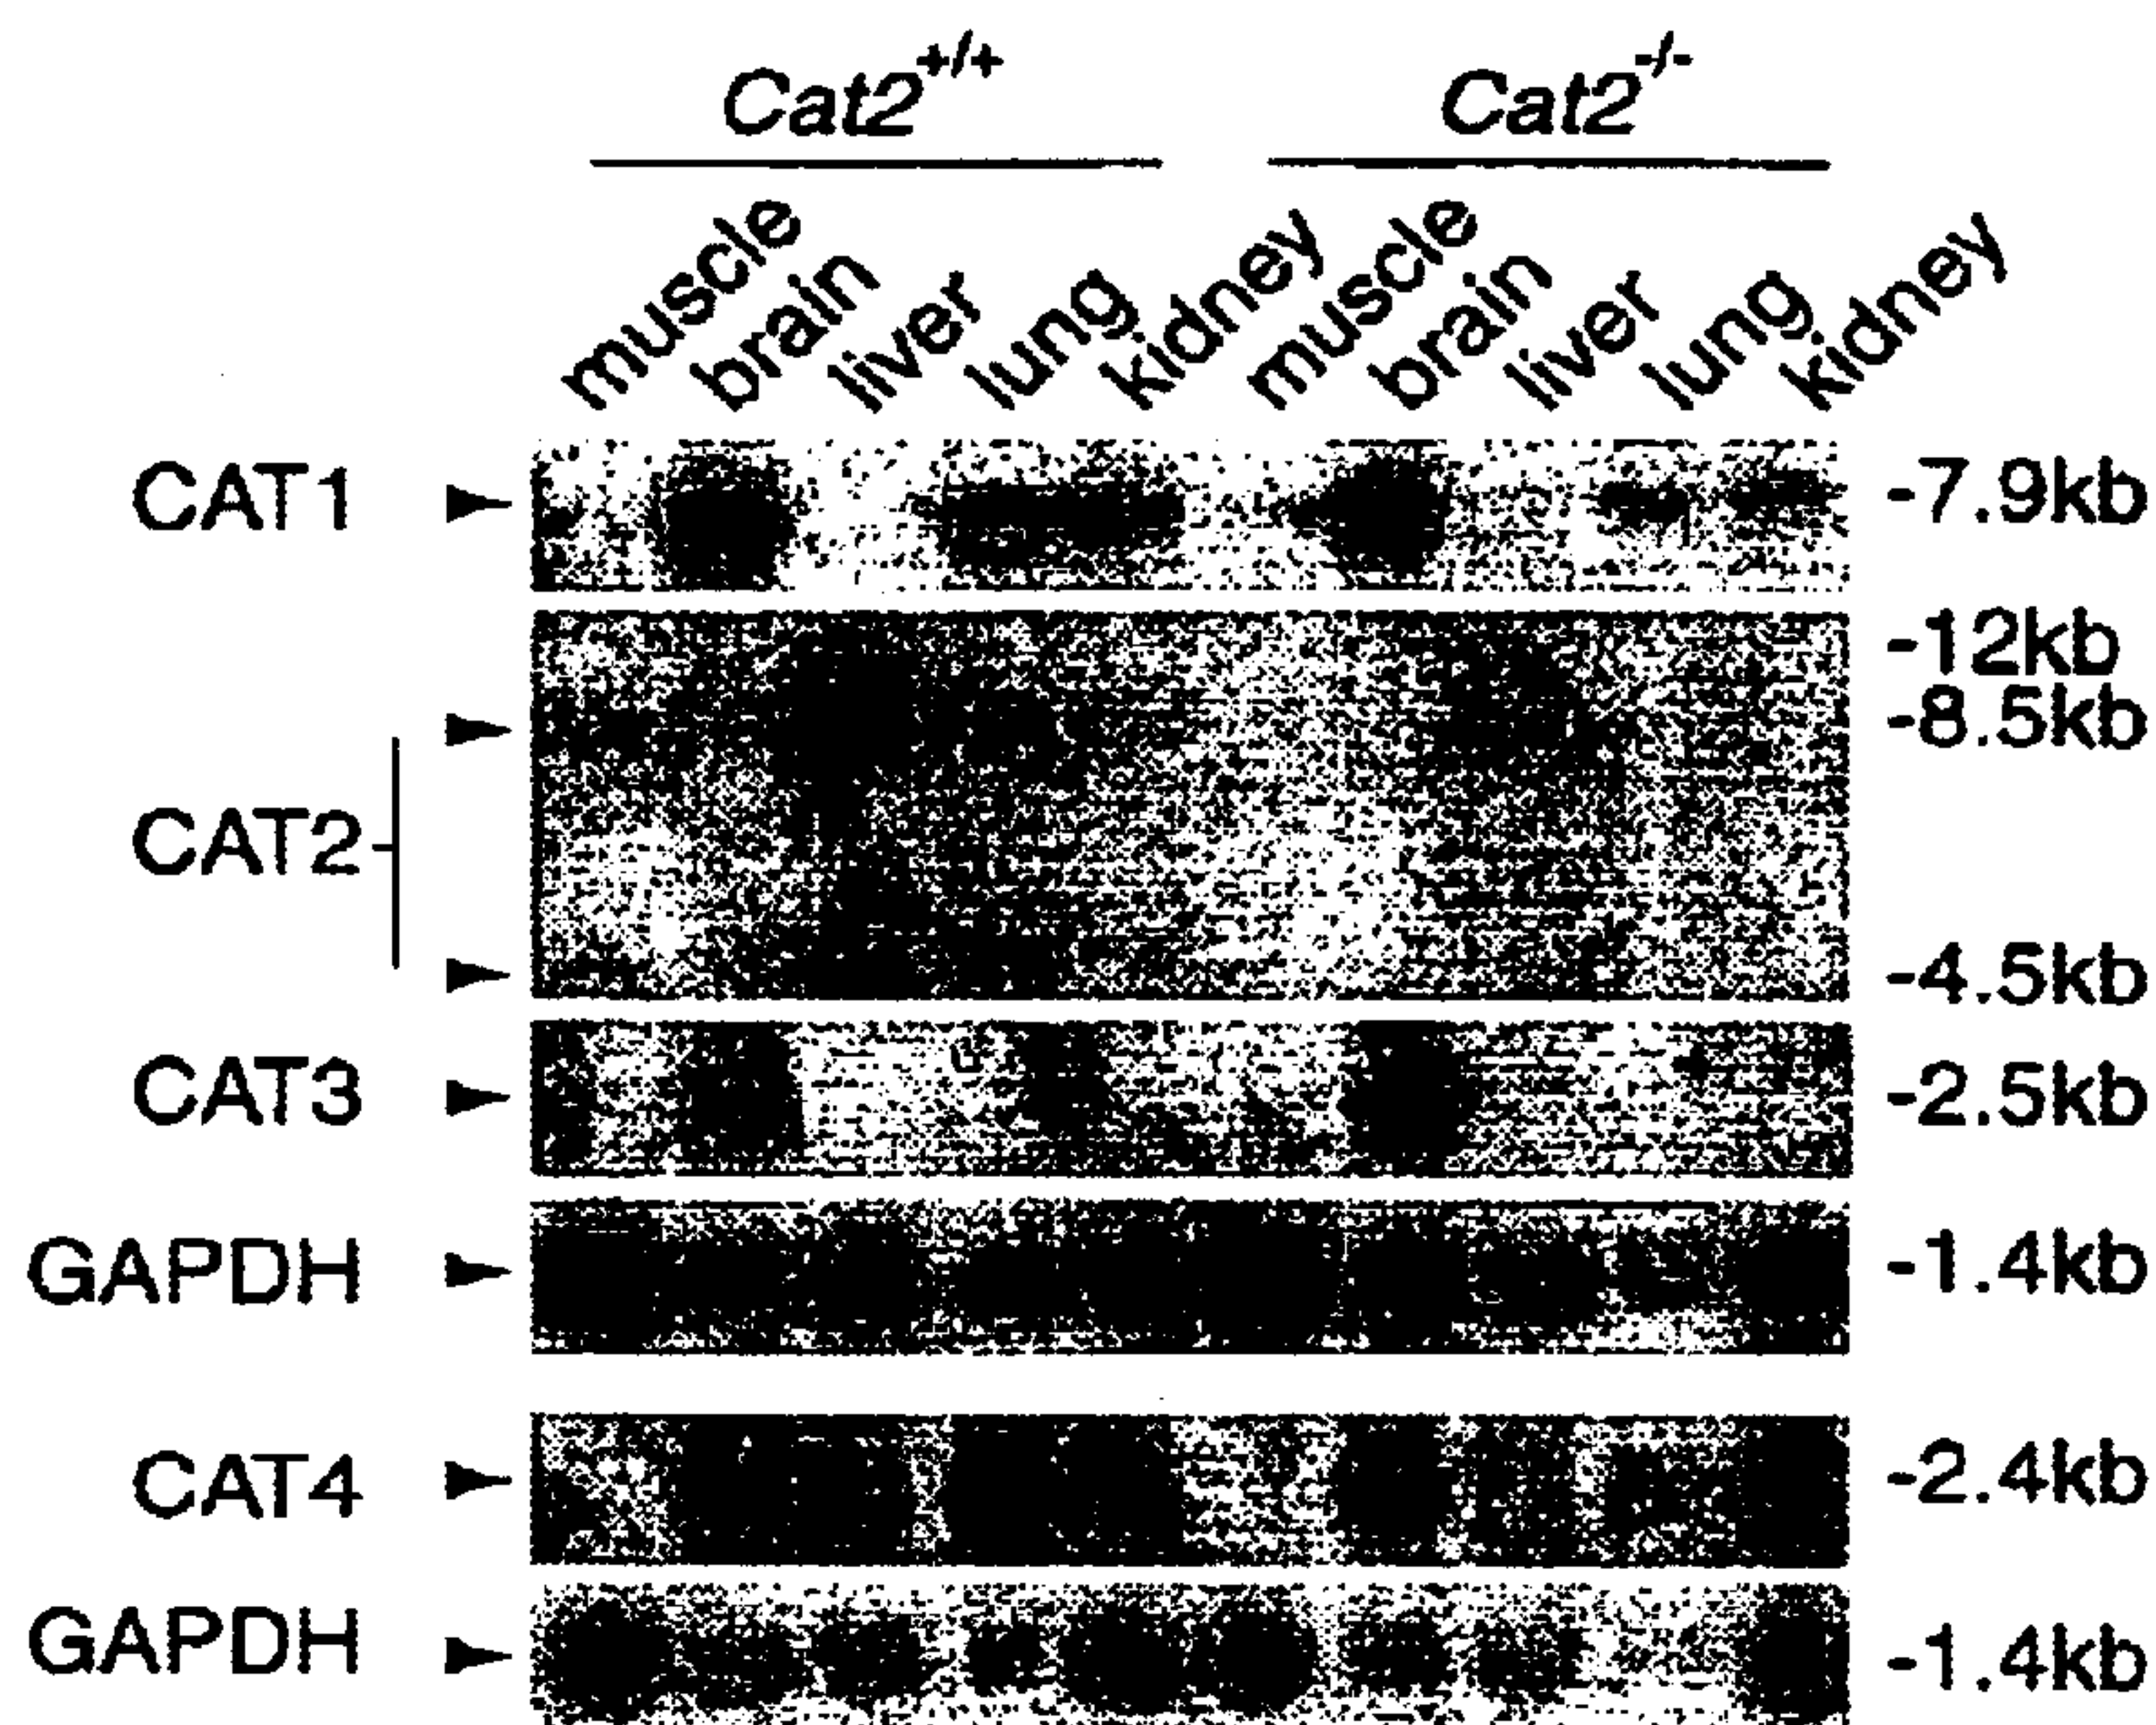 Cat2+/+ Cat2-/-
muscle brain liver lung kidney muscle brain liver lung kidney
CAT1 -7.9kb
-12kb
-8.5kb
CAT2
-4.5kb
CAT3 -2.5kb
GAPDH -1.4kb
CAT4 -2.4kb
GAPDH -1.4kb